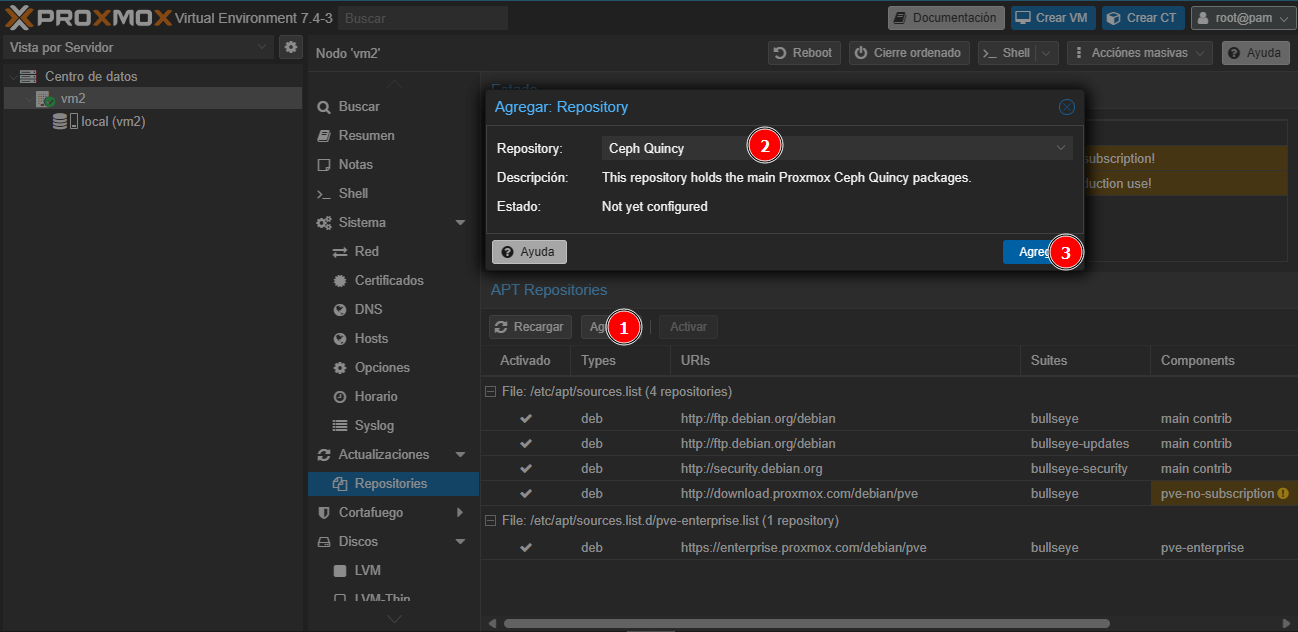 PROXMOX Virtual Environment 7.4-3 Buscar Documentación Crear VM Crear CT root@pam
Vista por Servidor
Centro de datos
vm2
local (vm2)
Nodo 'vm2' Reboot Cierre ordenado >_ Shell Acciónes masivas Ayuda
Buscar
Resumen
Notas
>_ Shell
Sistema
Red
Certificados
DNS
Hosts
Opciones
Horario
Syslog
Actualizaciones
Repositories
Cortafuego
Discos
LVM
LVM-Thin
Estado
Agregar: Repository
Repository: Ceph Quincy 2
Descripción: This repository holds the main Proxmox Ceph Quincy packages.
Estado: Not yet configured
Ayuda 3
subscription!
use!
APT Repositories
Recargar 1 Activar
Activado Types URIs Suites Components
File: /etc/apt/sources.list (4 repositories)
deb http://ftp.debian.org/debian bullseye main contrib
deb http://ftp.debian.org/debian bullseye-updates main contrib
deb http://security.debian.org bullseye-security main contrib
deb http://download.proxmox.com/debian/pve bullseye pve-no-subscription
File: /etc/apt/sources.list.d/pve-enterprise.list (1 repository)
deb https://enterprise.proxmox.com/debian/pve bullseye pve-enterprise